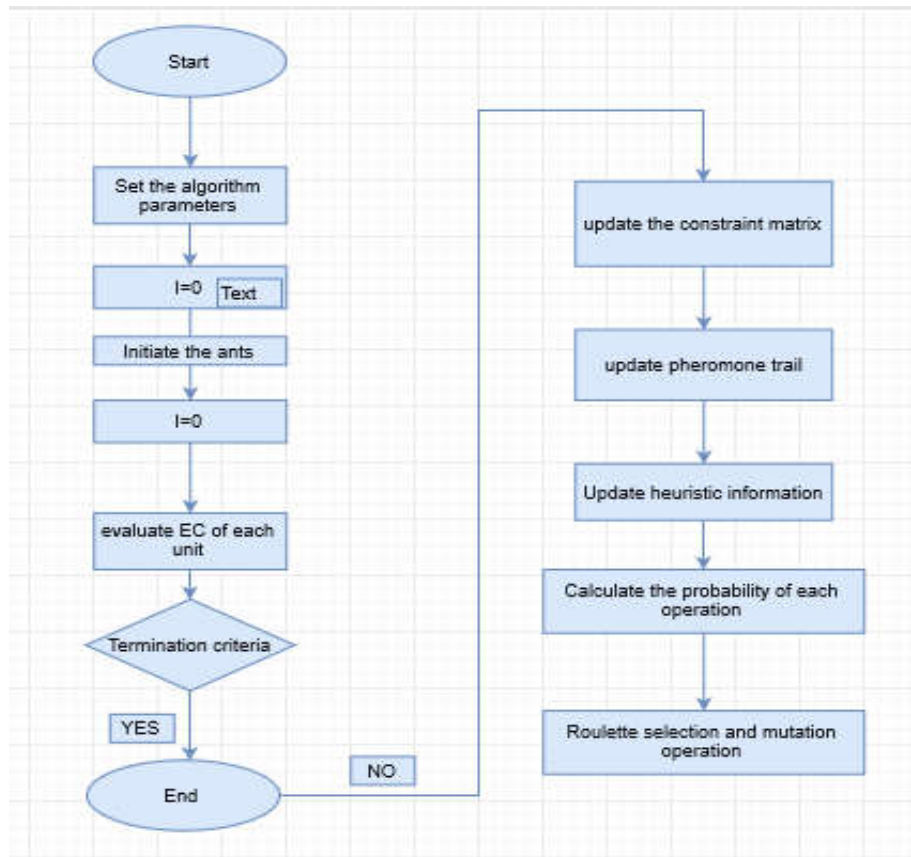 Start
Set the algorithm
parameters
I=0
Text
Initiate the ants
I=0
evaluate EC of each
unit
Termination criteria
YES
End
NO
update the constraint matrix
update pheromone trail
Update heuristic information
Calculate the probability of each
operation
Roulette selection and mutation
operation